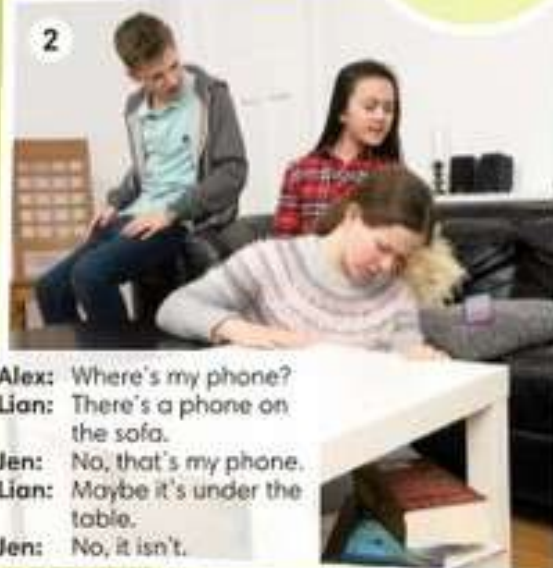 2
Alex: Where's my phone?
Lian: There's a phone on
the sofa.
Jen: No, that's my phone.
Lian: Maybe it's under the
table.
Jen: No, it isn't.